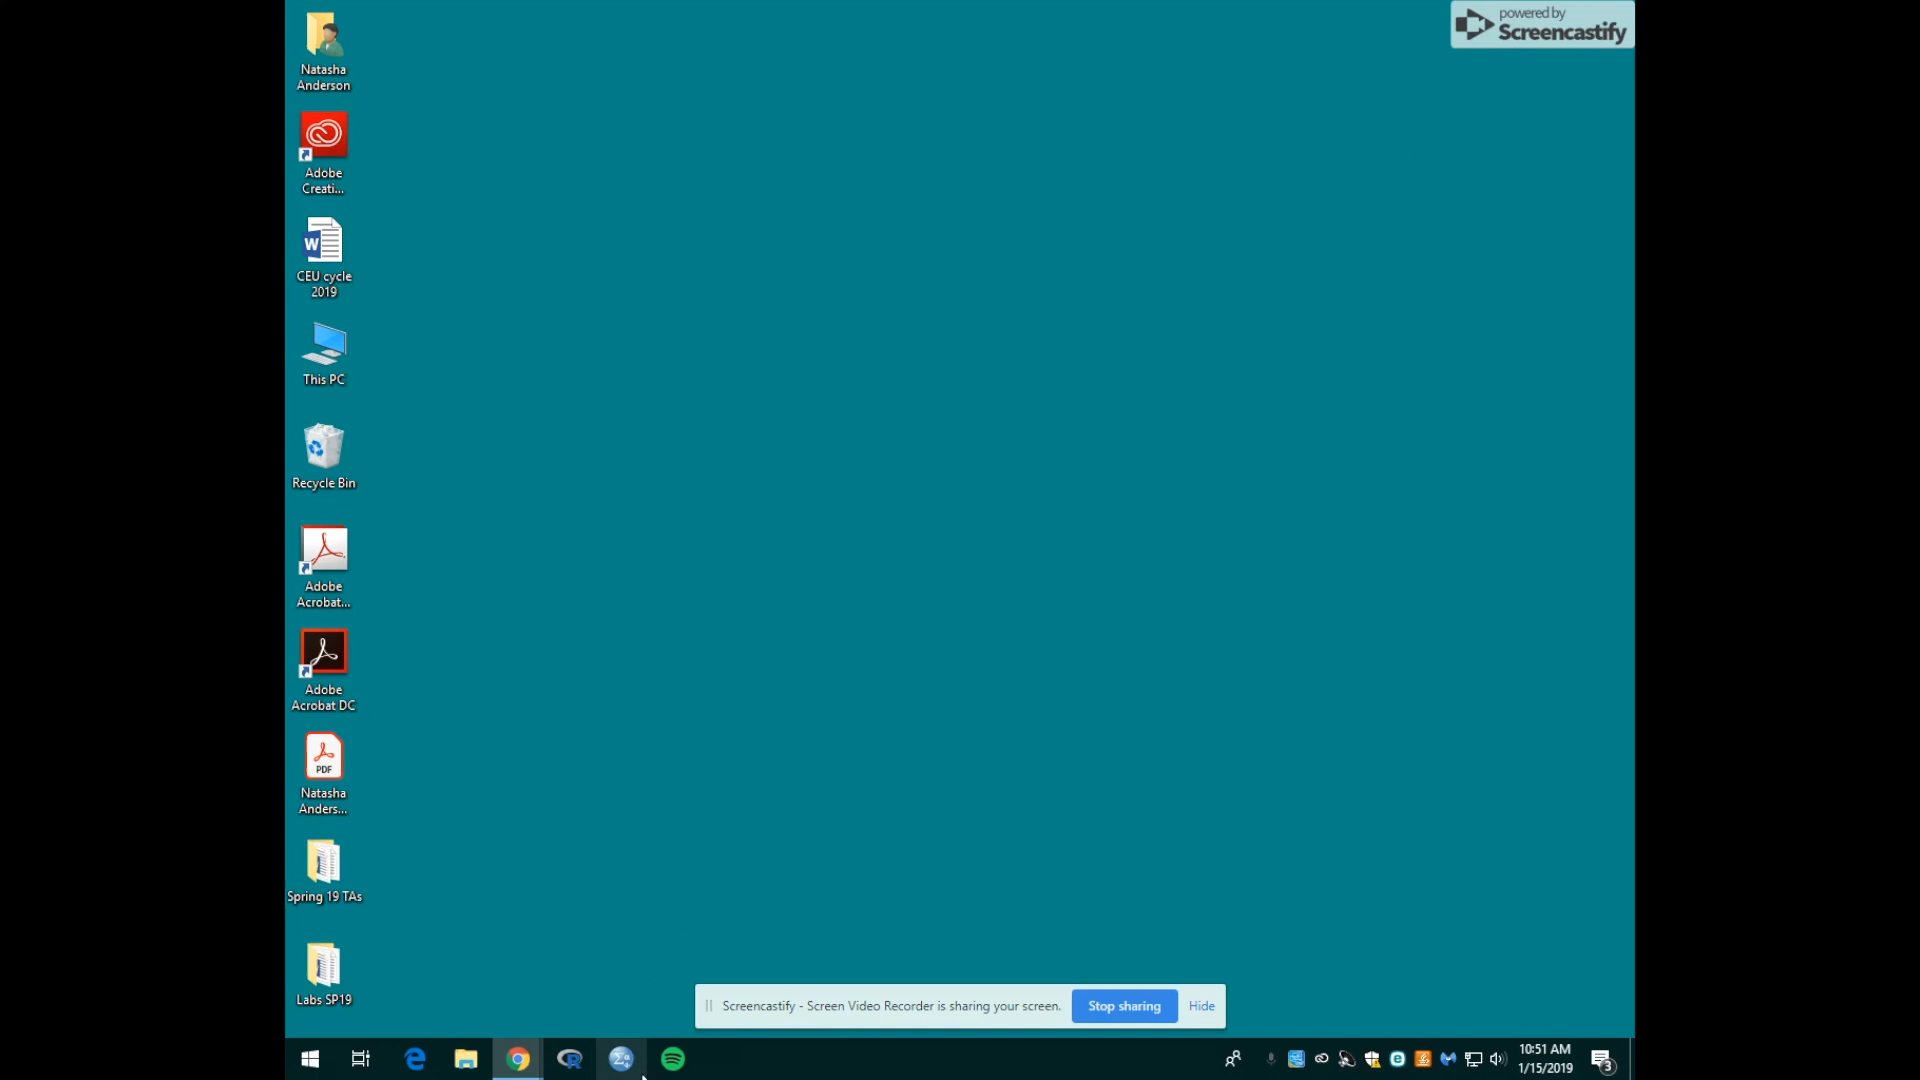 powered by
Screencastify
Natasha
Anderson
Adobe
Creati...
W
CEU cycle
2019
This PC
Recycle Bin
Adobe
Acrobat...
Adobe
Acrobat DC
PDF
Natasha
Anders...
Spring 19 TAs
Labs SP19
Screencastify - Screen Video Recorder is sharing your screen.
Stop sharing
Hide
10:51 AM
1/15/2019
3